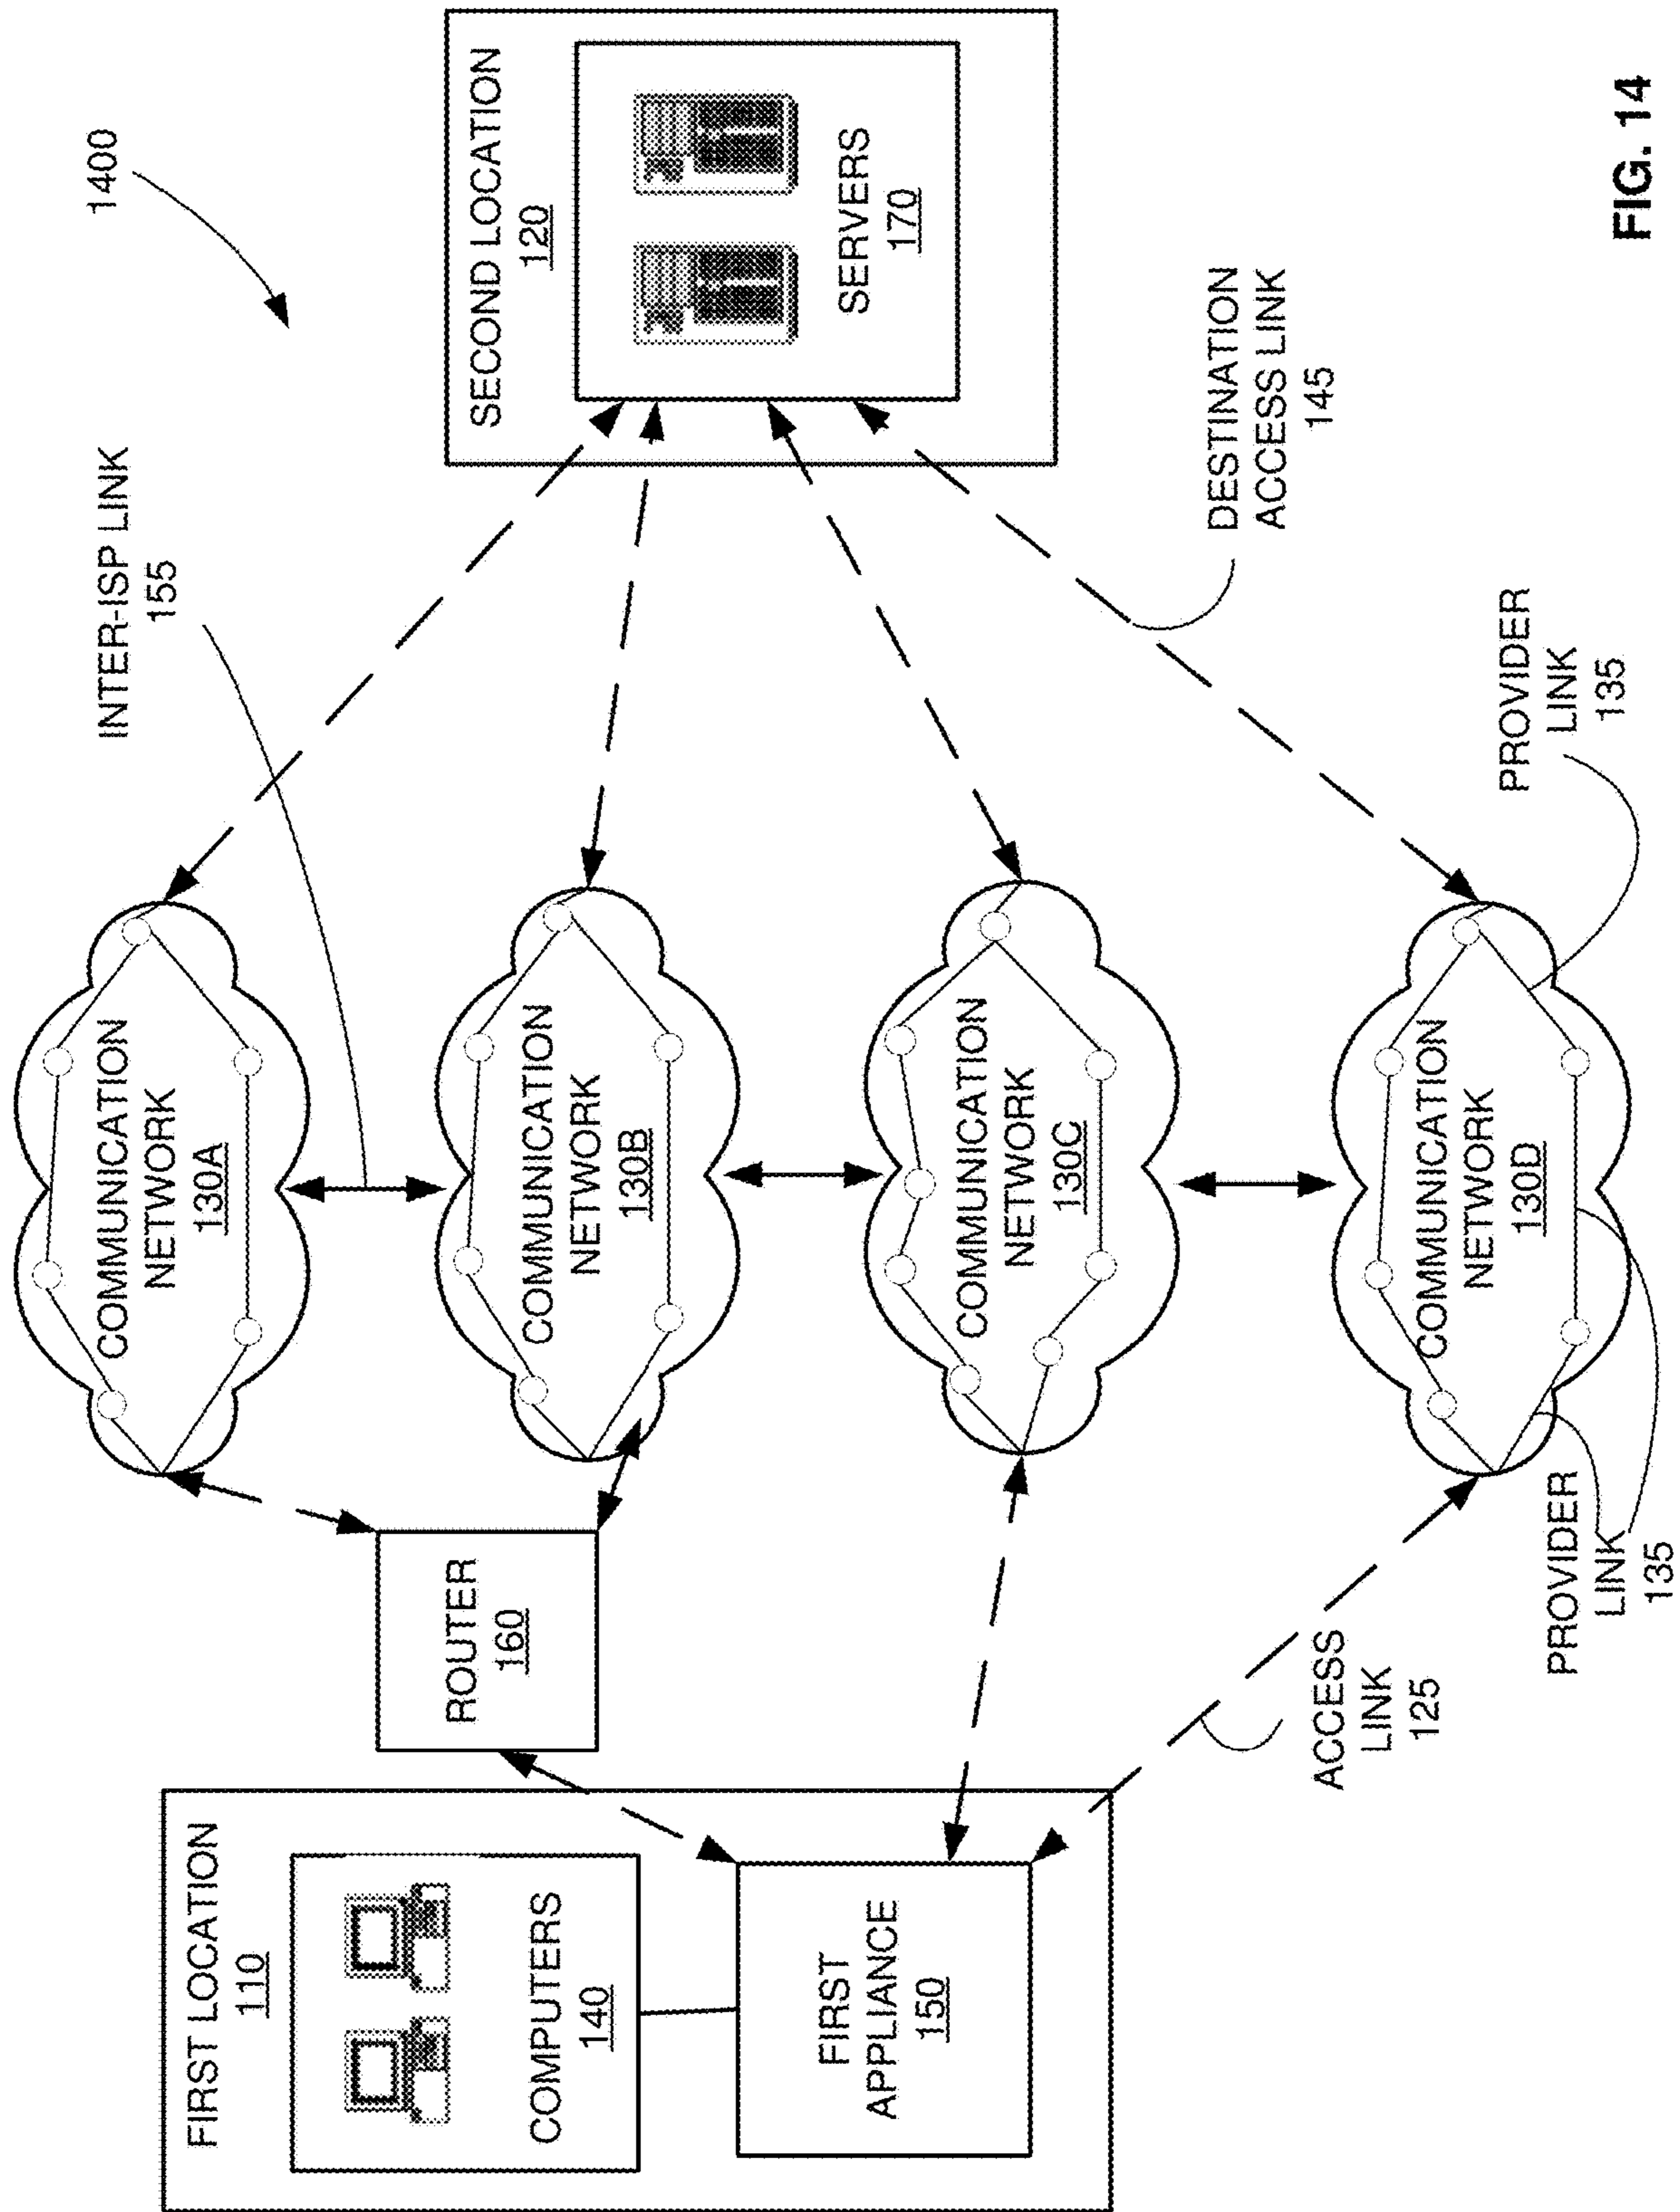 1400
INTER-ISP LINK
155
FIRST LOCATION
110
COMPUTERS
140
FIRST
APPLIANCE
150
ROUTER
160
COMMUNICATION
NETWORK
130A
COMMUNICATION
NETWORK
130B
COMMUNICATION
NETWORK
130C
COMMUNICATION
NETWORK
130D
SECOND LOCATION
120
SERVERS
170
ACCESS
LINK
125
PROVIDER
LINK
135
PROVIDER
LINK
135
DESTINATION
ACCESS LINK
145
FIG. 14